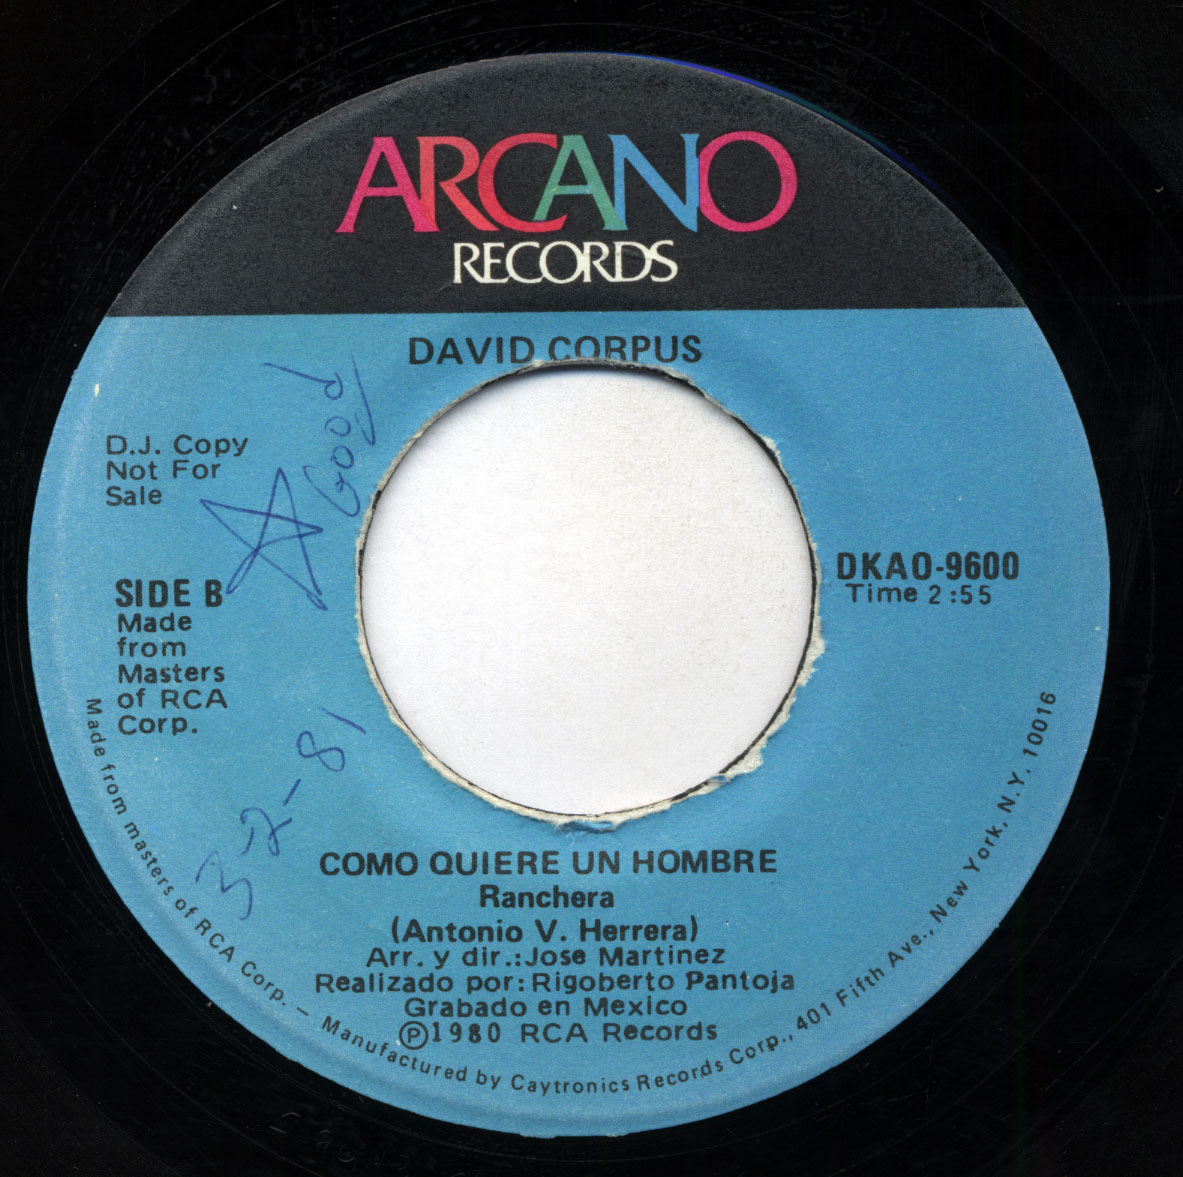 ARCANO
RECORDS
DAVID CORPUS
D.J. Copy
Not For
Sale
Good
SIDE B
Made
from
Masters
of RCA
Corp.
DKAO-9600
Time 2:55
3-2-81
COMO QUIERE UN HOMBRE
Ranchera
(Antonio V. Herrera)
Arr. y dir.: Jose Martinez
Realizado por: Rigoberto Pantoja
Grabado en Mexico
℗1980 RCA Records
Made from masters of RCA Corp. – Manufactured by Caytronics Records Corp., 401 Fifth Ave., New York, N.Y. 10016